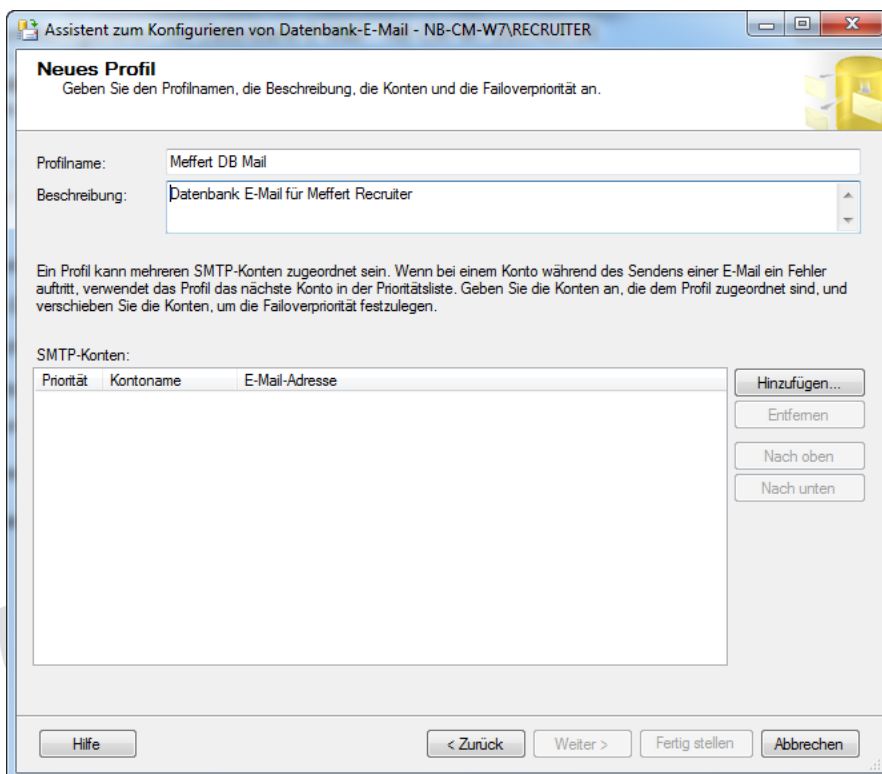 Assistent zum Konfigurieren von Datenbank-E-Mail - NB-CM-W7\RECRUITER
Neues Profil
Geben Sie den Profilnamen, die Beschreibung, die Konten und die Failoverpriorität an.
Profilname: Meffert DB Mail
Beschreibung: Datenbank E-Mail für Meffert Recruiter
Ein Profil kann mehreren SMTP-Konten zugeordnet sein. Wenn bei einem Konto während des Sendens einer E-Mail ein Fehler
auftritt, verwendet das Profil das nächste Konto in der Prioritätsliste. Geben Sie die Konten an, die dem Profil zugeordnet sind, und
verschieben Sie die Konten, um die Failoverpriorität festzulegen.
SMTP-Konten:
Priorität Kontoname E-Mail-Adresse
Hinzufügen...
Entfernen
Nach oben
Nach unten
Hilfe < Zurück Weiter > Fertig stellen Abbrechen